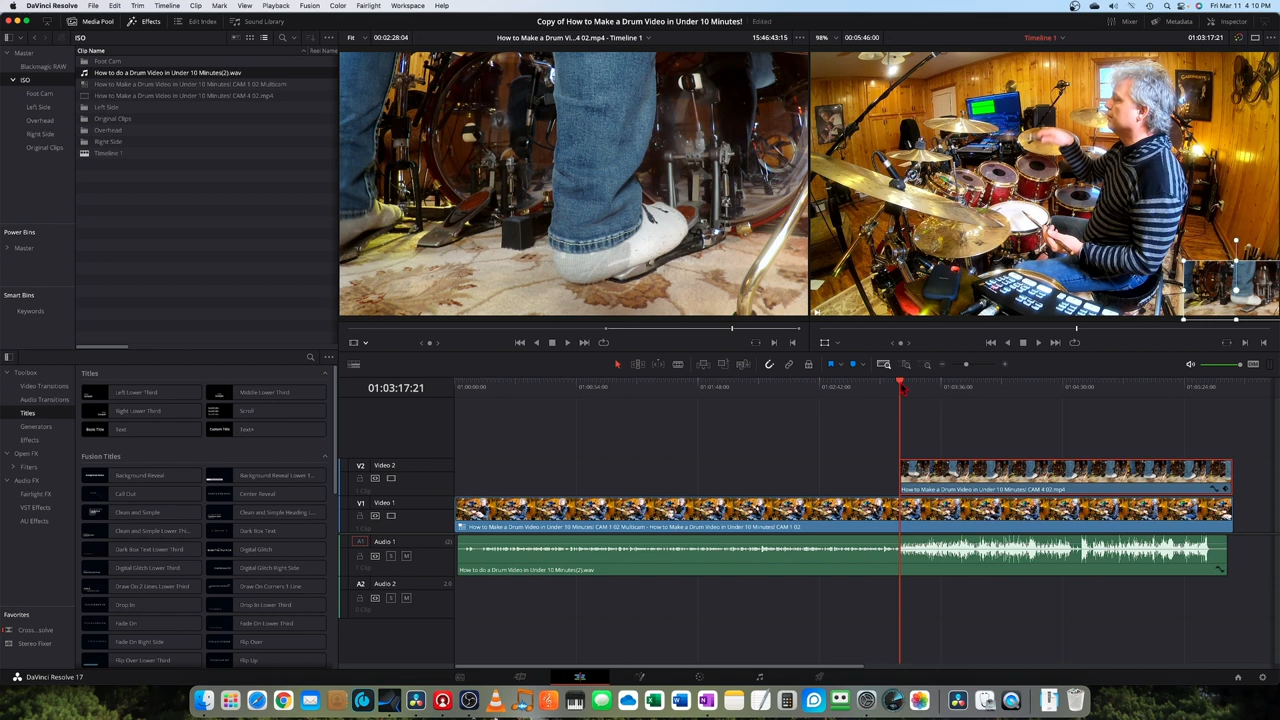 DaVinci Resolve File Edit Trim Timeline Clip Mark View Playback Fusion Color Fairlight Workspace Help
Fri Mar 11 4:10 PM
Media Pool Effects Edit Index Sound Library
Copy of How to Make a Drum Video in Under 10 Minutes! Edited
Mixer Metadata Inspector
ISO
Fit 00:02:28:04 How to Make a Drum Vi...4 02.mp4 - Timeline 1 15:46:43:15
98% 00:05:46:00 Timeline 1 01:03:17:21
Master
Blackmagic RAW
ISO
Foot Cam
Left Side
Overhead
Right Side
Original Clips
Clip Name Reel Name
Foot Cam
How to do a Drum Video in Under 10 Minutes(2).wav
How to Make a Drum Video in Under 10 Minutes! CAM 1 02 Multicam
How to Make a Drum Video in Under 10 Minutes! CAM 4 02.mp4
Left Side
Original Clips
Overhead
Right Side
Timeline 1
Power Bins
Master
Smart Bins
Keywords
Toolbox
Video Transitions
Audio Transitions
Titles
Generators
Effects
Open FX
Filters
Audio FX
Fairlight FX
VST Effects
AU Effects
Favorites
Cross...solve
Stereo Fixer
Titles
Left Lower Third Middle Lower Third
Right Lower Third Scroll
Basic Title Text Custom Title Text+
Fusion Titles
Background Reveal Background Reveal Lower T...
Call Out Center Reveal
Clean and Simple Clean and Simple Heading ...
Clean and Simple Lower Thi... Dark Box Text
Dark Box Text Lower Third Digital Glitch
Digital Glitch Lower Third Digital Glitch Right Side
Draw On 2 Lines Lower Third Draw On Corners 1 Line
Drop In Drop In Lower Third
Fade On Fade On Lower Third
Fade On Right Side Flip Over
Flip Over Lower Third Flip Up
01:03:17:21
01:00:00:00 01:00:54:00 01:01:48:00 01:02:42:00 01:03:36:00 01:04:30:00 01:05:24:00
V2 Video 2
1 Clip
How to Make a Drum Video in Under 10 Minutes! CAM 4 02.mp4
V1 Video 1
1 Clip
How to Make a Drum Video in Under 10 Minutes! CAM 1 02 Multicam - How to Make a Drum Video in Under 10 Minutes! CAM 1 02
A1 Audio 1
S M
1 Clip
How to do a Drum Video in Under 10 Minutes(2).wav
A2 Audio 2 2.0
S M
0 Clip
DaVinci Resolve 17